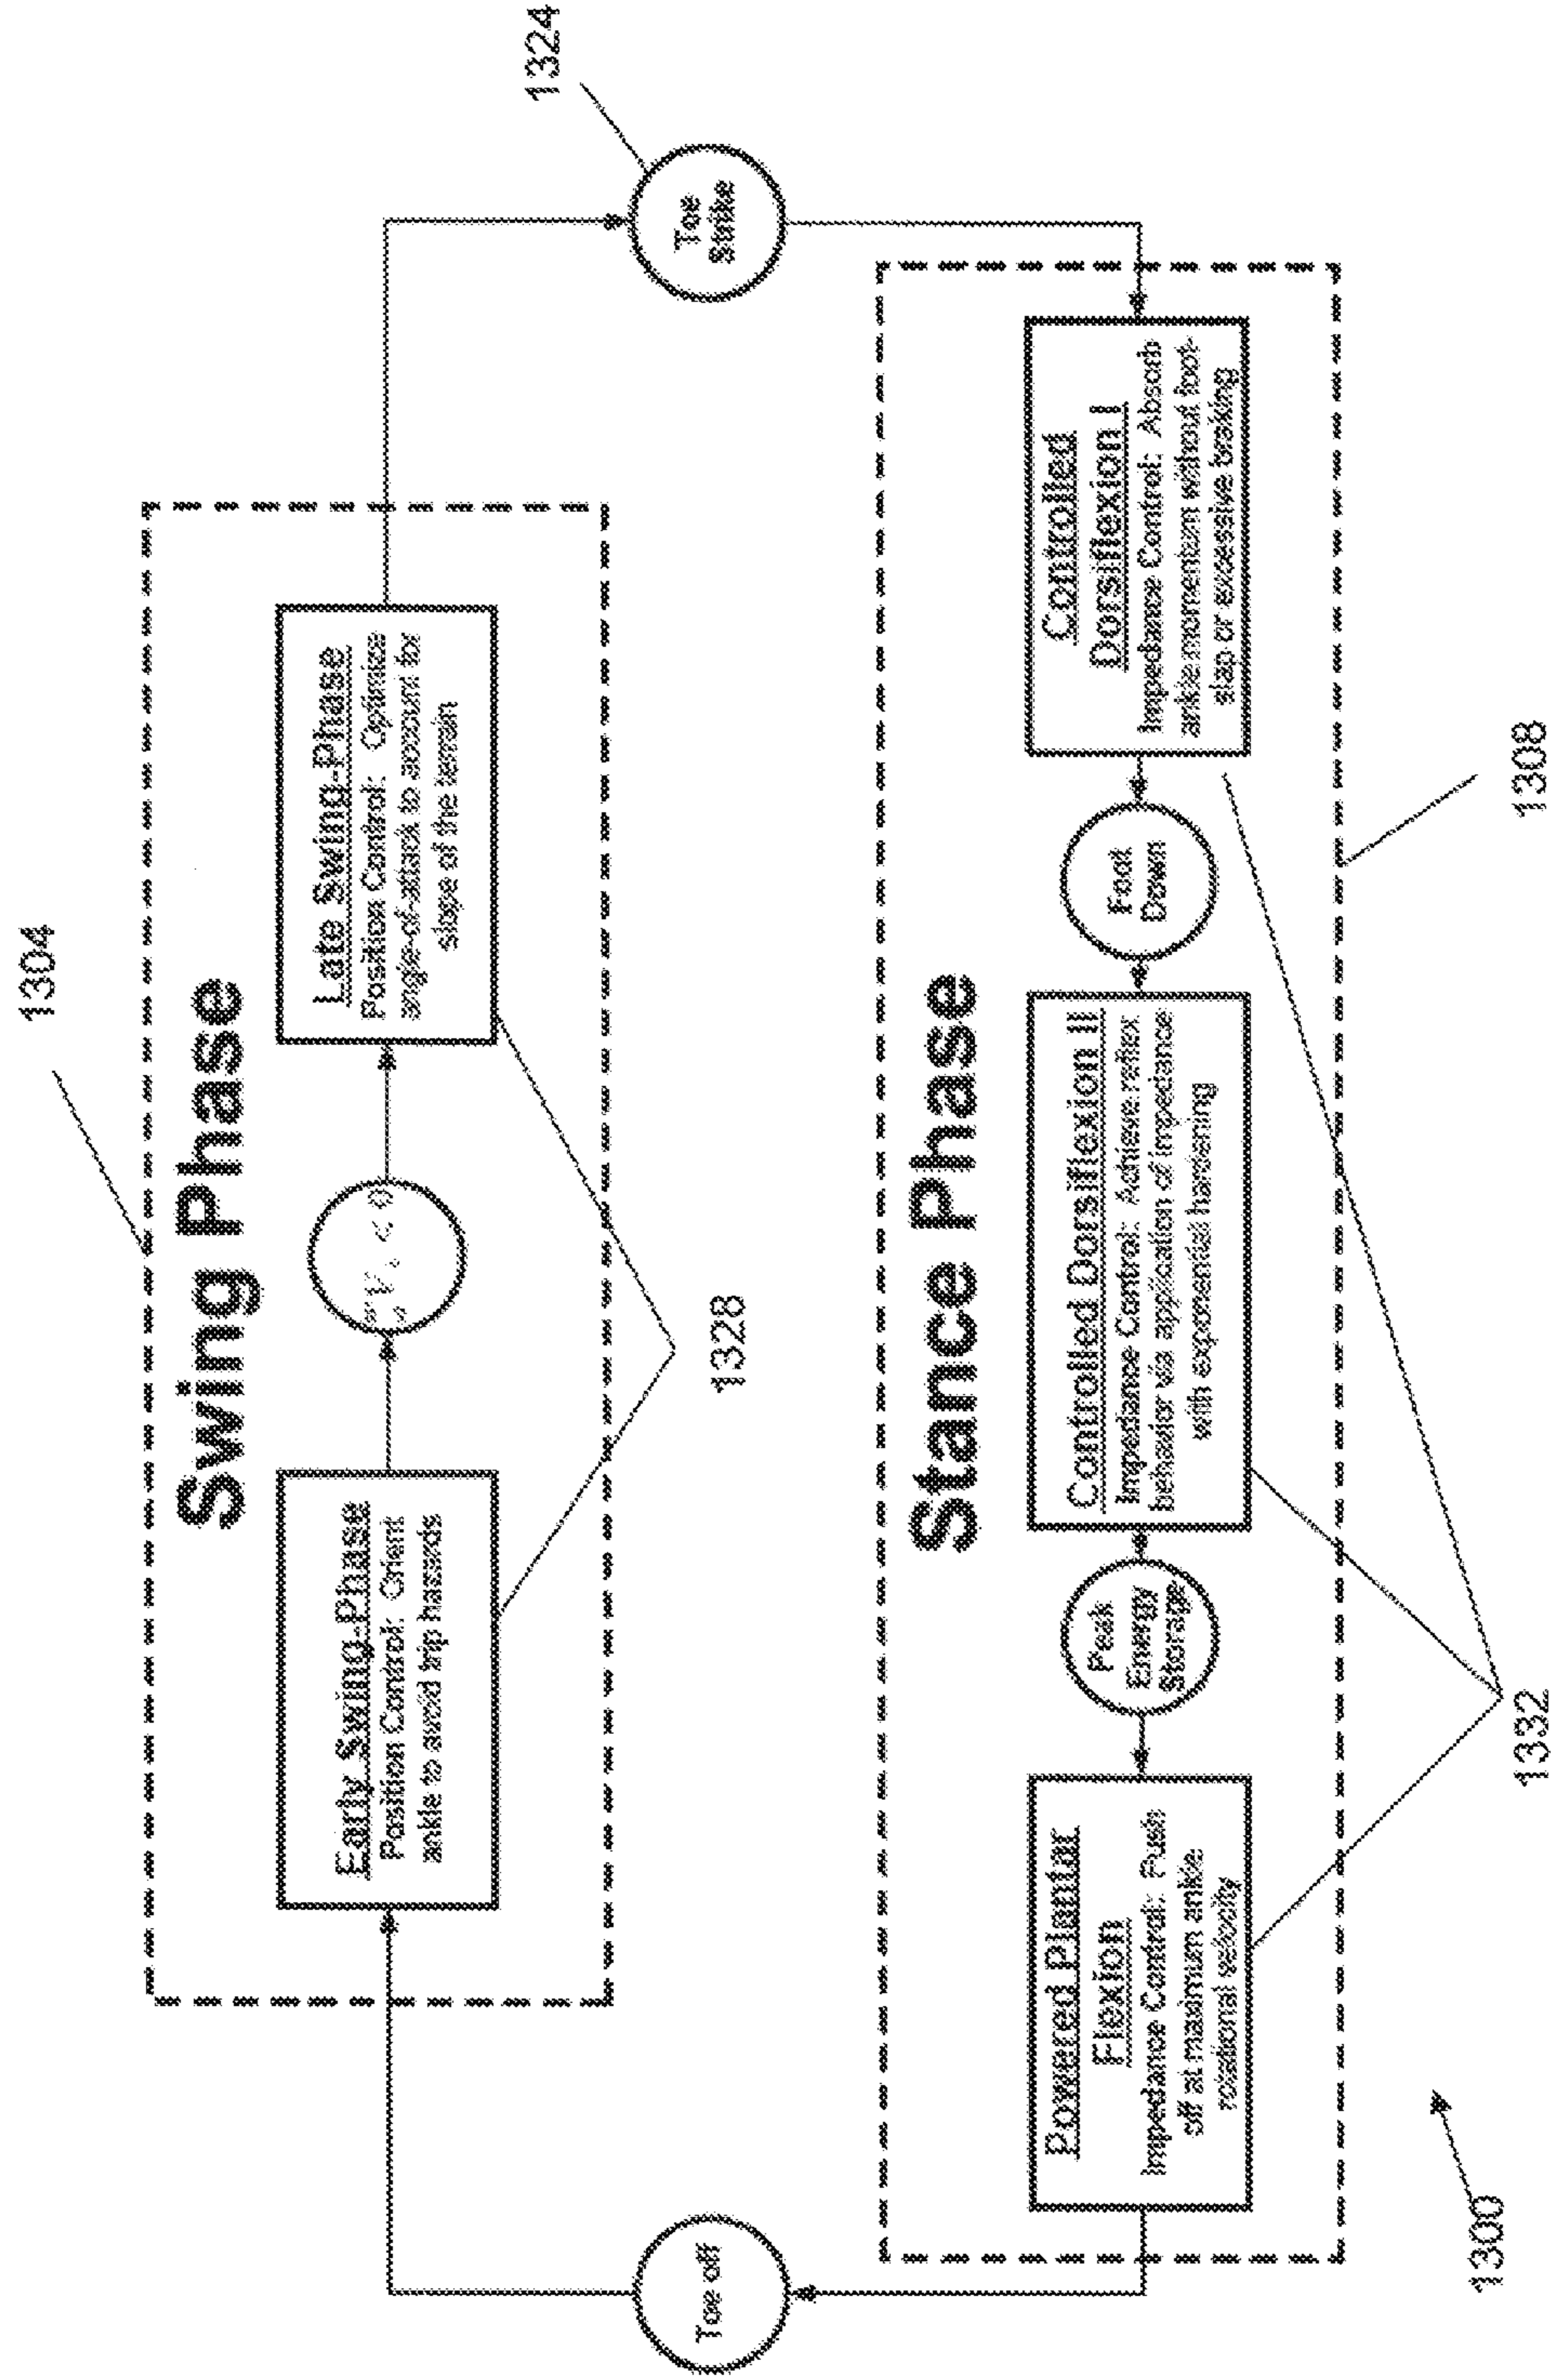 1304
Swing Phase
Early Swing-Phase
Position Control: Orient
ankle to avoid trip hazards
Late Swing-Phase
Position Control: Optimize
angle-of-attack to account for
slope of the terrain
1328
Toe off
Toe
Strike
1324
Stance Phase
Powered Plantar
Flexion
Impedance Control: Push
off at maximum ankle
rotational velocity
Peak
Energy
Storage
Controlled Dorsiflexion II
Impedance Control: Achieve reflex
behavior via application of impedance
with exponential hardening
Foot
Down
Controlled
Dorsiflexion I
Impedance Control: Absorb
ankle momentum without foot-
slap or excessive braking
1300
1332
1308